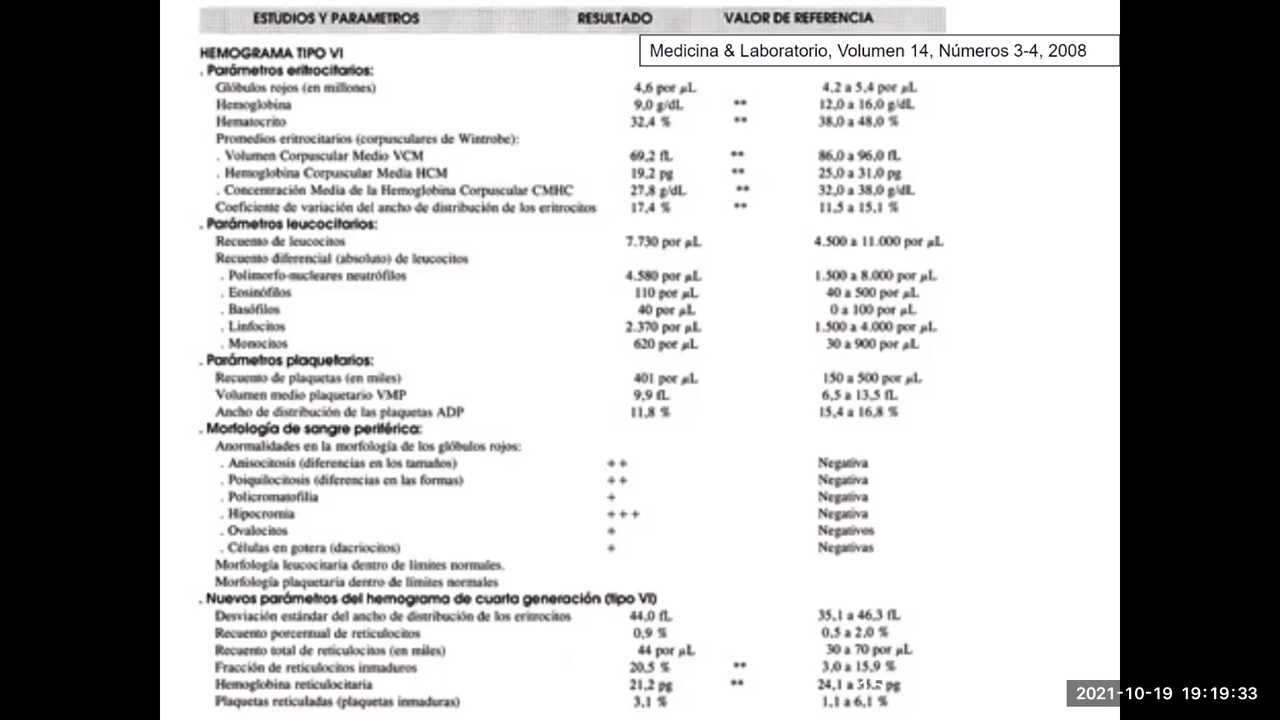 ESTUDIOS Y PARAMETROS RESULTADO VALOR DE REFERENCIA
HEMOGRAMA TIPO VI
Medicina & Laboratorio, Volumen 14, Números 3-4, 2008
. Parámetros eritrocitarios:
Glóbulos rojos (en millones) 4,6 por µL 4,2 a 5,4 por µL
Hemoglobina 9,0 g/dL ** 12,0 a 16,0 g/dL
Hematocrito 32,4 % ** 38,0 a 48,0 %
Promedios eritrocitarios (corpusculares de Wintrobe):
. Volumen Corpuscular Medio VCM 69,2 fL ** 86,0 a 96,0 fL
. Hemoglobina Corpuscular Media HCM 19,2 pg ** 25,0 a 31,0 pg
. Concentración Media de la Hemoglobina Corpuscular CMHC 27,8 g/dL ** 32,0 a 38,0 g/dL
Coeficiente de variación del ancho de distribución de los eritrocitos 17,4 % ** 11,5 a 15,1 %
. Parámetros leucocitarios:
Recuento de leucocitos 7.730 por µL 4.500 a 11.000 por µL
Recuento diferencial (absoluto) de leucocitos
. Polimorfo-nucleares neutrófilos 4.580 por µL 1.500 a 8.000 por µL
. Eosinófilos 110 por µL 40 a 500 por µL
. Basófilos 40 por µL 0 a 100 por µL
. Linfocitos 2.370 por µL 1.500 a 4.000 por µL
. Monocitos 620 por µL 30 a 900 por µL
. Parámetros plaquetarios:
Recuento de plaquetas (en miles) 401 por µL 150 a 500 por µL
Volumen medio plaquetario VMP 9,9 fL 6,5 a 13,5 fL
Ancho de distribución de las plaquetas ADP 11,8 % 15,4 a 16,8 %
. Morfología de sangre periférica:
Anormalidades en la morfología de los glóbulos rojos:
. Anisocitosis (diferencias en los tamaños) ++ Negativa
. Poiquilocitosis (diferencias en las formas) ++ Negativa
. Policromatofilia + Negativa
. Hipocromia +++ Negativa
. Ovalocitos + Negativos
. Células en gotera (dacriocitos) + Negativas
Morfología leucocitaria dentro de límites normales.
Morfología plaquetaria dentro de límites normales
. Nuevos parámetros del hemograma de cuarta generación (tipo VI)
Desviación estándar del ancho de distribución de los eritrocitos 44,0 fL 35,1 a 46,3 fL
Recuento porcentual de reticulocitos 0,9 % 0,5 a 2,0 %
Recuento total de reticulocitos (en miles) 44 por µL 30 a 70 por µL
Fracción de reticulocitos inmaduros 20,5 % ** 3,0 a 15,9 %
Hemoglobina reticulocitaria 21,2 pg ** 24,1 a pg
Plaquetas reticuladas (plaquetas inmaduras) 3,1 % 1,1 a 6,1 %
2021-10-19 19:19:33